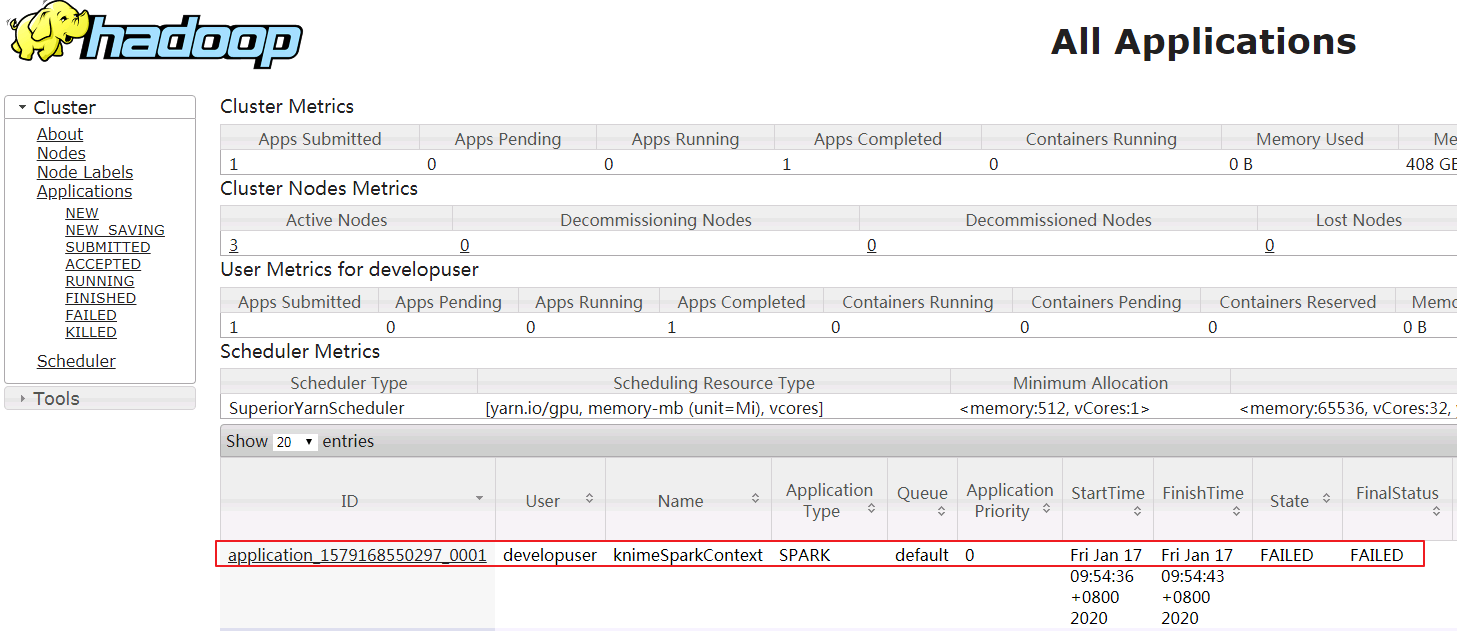 hadoop
All Applications
Cluster
About
Nodes
Node Labels
Applications
NEW
NEW_SAVING
SUBMITTED
ACCEPTED
RUNNING
FINISHED
FAILED
KILLED
Scheduler
Tools
Cluster Metrics
Apps Submitted Apps Pending Apps Running Apps Completed Containers Running Memory Used Me
1 0 0 1 0 0 B 408 GB
Cluster Nodes Metrics
Active Nodes Decommissioning Nodes Decommissioned Nodes Lost Nodes
3 0 0 0
User Metrics for developuser
Apps Submitted Apps Pending Apps Running Apps Completed Containers Running Containers Pending Containers Reserved Memo
1 0 0 1 0 0 0 0 B
Scheduler Metrics
Scheduler Type Scheduling Resource Type Minimum Allocation
SuperiorYarnScheduler [yarn.io/gpu, memory-mb (unit=Mi), vcores] <memory:512, vCores:1> <memory:65536, vCores:32,
Show 20 entries
ID User Name Application Type Queue Application Priority StartTime FinishTime State FinalStatus
application_1579168550297_0001 developuser knimeSparkContext SPARK default 0 Fri Jan 17 Fri Jan 17 FAILED FAILED
09:54:36 09:54:43
+0800 +0800
2020 2020